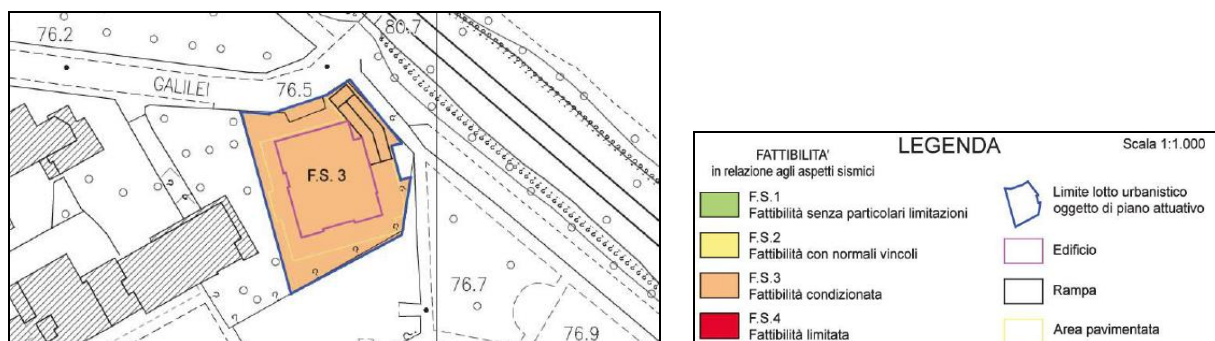 76.2
80.7
GALILEI
76.5
F.S. 3
76.7
76.9
LEGENDA
Scala 1:1.000
FATTIBILITA'
in relazione agli aspetti sismici
F.S.1
Fattibilità senza particolari limitazioni
F.S.2
Fattibilità con normali vincoli
F.S.3
Fattibilità condizionata
F.S.4
Fattibilità limitata
Limite lotto urbanistico
oggetto di piano attuativo
Edificio
Rampa
Area pavimentata